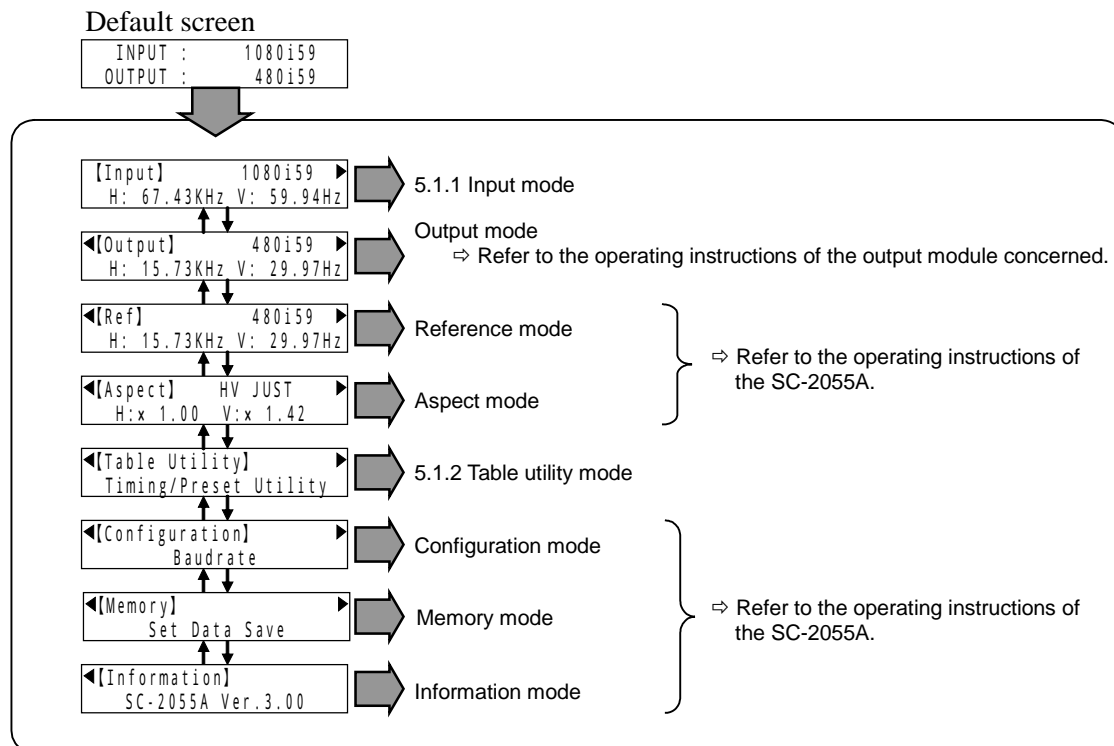 Default screen
INPUT : 1080i59
OUTPUT : 480i59
【Input】 1080i59 ▶
H: 67.43KHz V: 59.94Hz
5.1.1 Input mode
◀【Output】 480i59 ▶
H: 15.73KHz V: 29.97Hz
Output mode
⇨ Refer to the operating instructions of the output module concerned.
◀【Ref】 480i59 ▶
H: 15.73KHz V: 29.97Hz
Reference mode
◀【Aspect】 HV JUST ▶
H:x 1.00 V:x 1.42
Aspect mode
⇨ Refer to the operating instructions of
the SC-2055A.
◀【Table Utility】 ▶
Timing/Preset Utility
5.1.2 Table utility mode
◀【Configuration】 ▶
Baudrate
Configuration mode
◀【Memory】 ▶
Set Data Save
Memory mode
⇨ Refer to the operating instructions of
the SC-2055A.
◀【Information】
SC-2055A Ver.3.00
Information mode